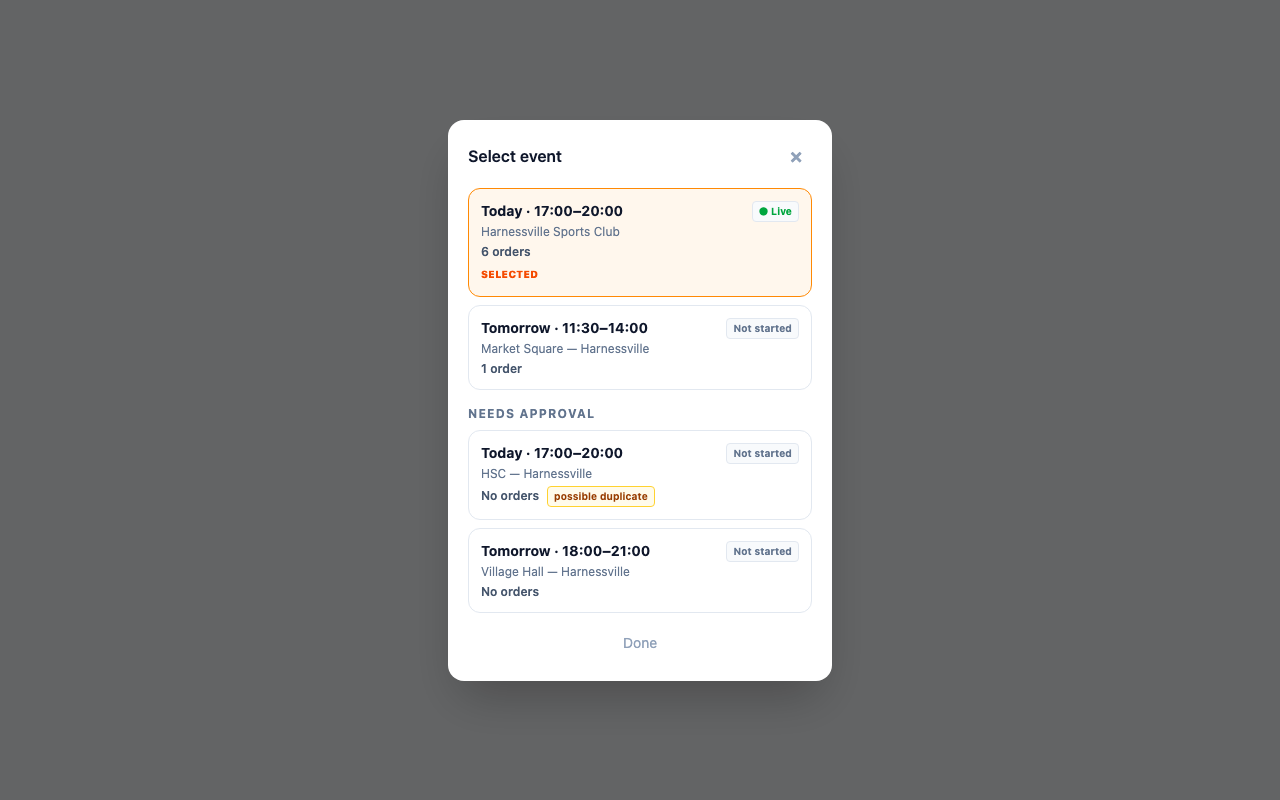 Select event
×
Today · 17:00–20:00
Live
Harnessville Sports Club
6 orders
SELECTED
Tomorrow · 11:30–14:00
Not started
Market Square — Harnessville
1 order
NEEDS APPROVAL
Today · 17:00–20:00
Not started
HSC — Harnessville
No orders possible duplicate
Tomorrow · 18:00–21:00
Not started
Village Hall — Harnessville
No orders
Done